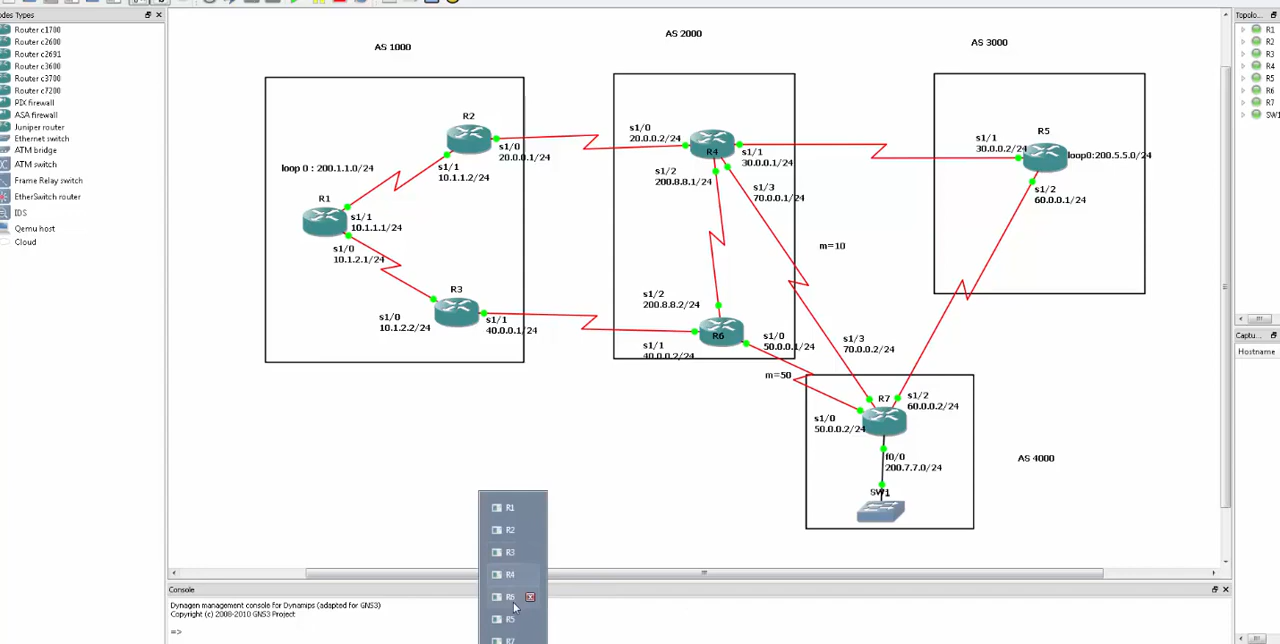 odes Types
Router c1700
Router c2600
Router c2691
Router c3600
Router c3700
Router c7200
PIX firewall
ASA firewall
Juniper router
Ethernet switch
ATM bridge
ATM switch
Frame Relay switch
EtherSwitch router
IDS
Qemu host
Cloud
AS 1000
AS 2000
AS 3000
R2
s1/0
20.0.0.1/24
s1/1
10.1.1.2/24
loop 0 : 200.1.1.0/24
R1
s1/1
10.1.1.1/24
s1/0
10.1.2.1/24
R3
s1/0
10.1.2.2/24
s1/1
40.0.0.1/24
s1/0
20.0.0.2/24
R4
s1/1
30.0.0.1/24
s1/2
200.8.8.1/24
s1/3
70.0.0.1/24
m=10
s1/2
200.8.8.2/24
R6
s1/0
50.0.0.1/24
s1/1
40.0.0.2/24
m=50
s1/1
30.0.0.2/24
R5
loop0:200.5.5.0/24
s1/2
60.0.0.1/24
s1/3
70.0.0.2/24
R7
s1/2
60.0.0.2/24
s1/0
50.0.0.2/24
f0/0
200.7.7.0/24
SW1
AS 4000
R1
R2
R3
R4
R6
R5
R7
Console
Dynagen management console for Dynamips (adapted for GNS3)
Copyright (c) 2008-2010 GNS3 Project
=>
Topolo...
R1
R2
R3
R4
R5
R6
R7
SW1
Captu...
Hostname